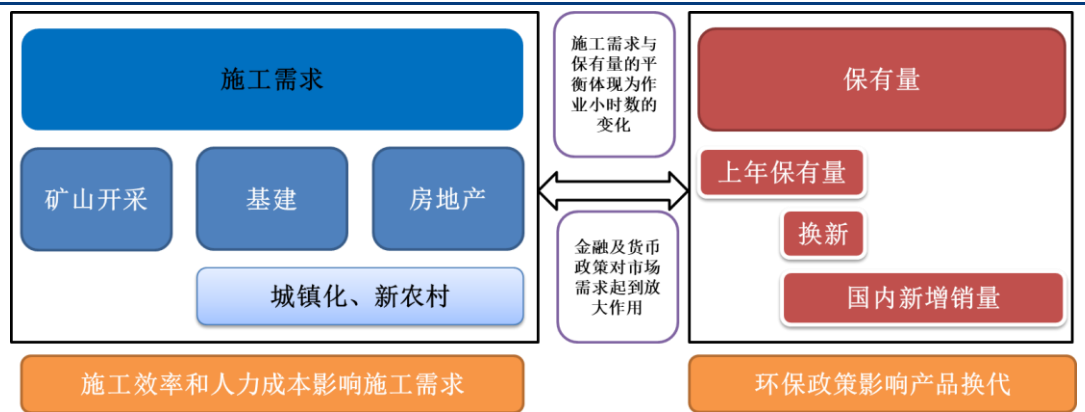 施工需求
矿山开采
基建
房地产
城镇化、新农村
施工效率和人力成本影响施工需求
施工需求与
保有量的平
衡体现为作
业小时数的
变化
金融及货币
政策对市场
需求起到放
大作用
保有量
上年保有量
换新
国内新增销量
环保政策影响产品换代